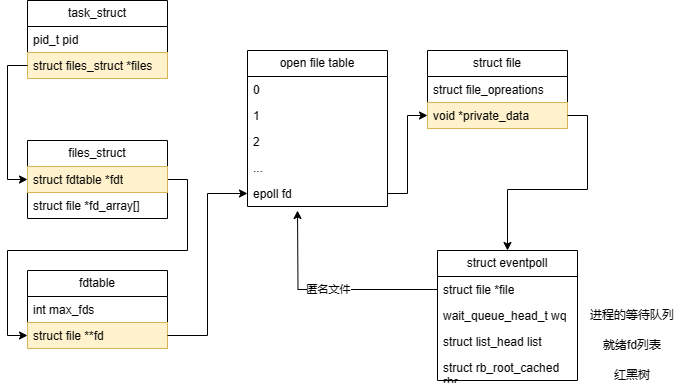 task_struct
pid_t pid
struct files_struct *files
files_struct
struct fdtable *fdt
struct file *fd_array[]
fdtable
int max_fds
struct file **fd
open file table
0
1
2
...
epoll fd
struct file
struct file_opreations
void *private_data
匿名文件
struct eventpoll
struct file *file
wait_queue_head_t wq
进程的等待队列
struct list_head list
就绪fd列表
struct rb_root_cached
红黑树